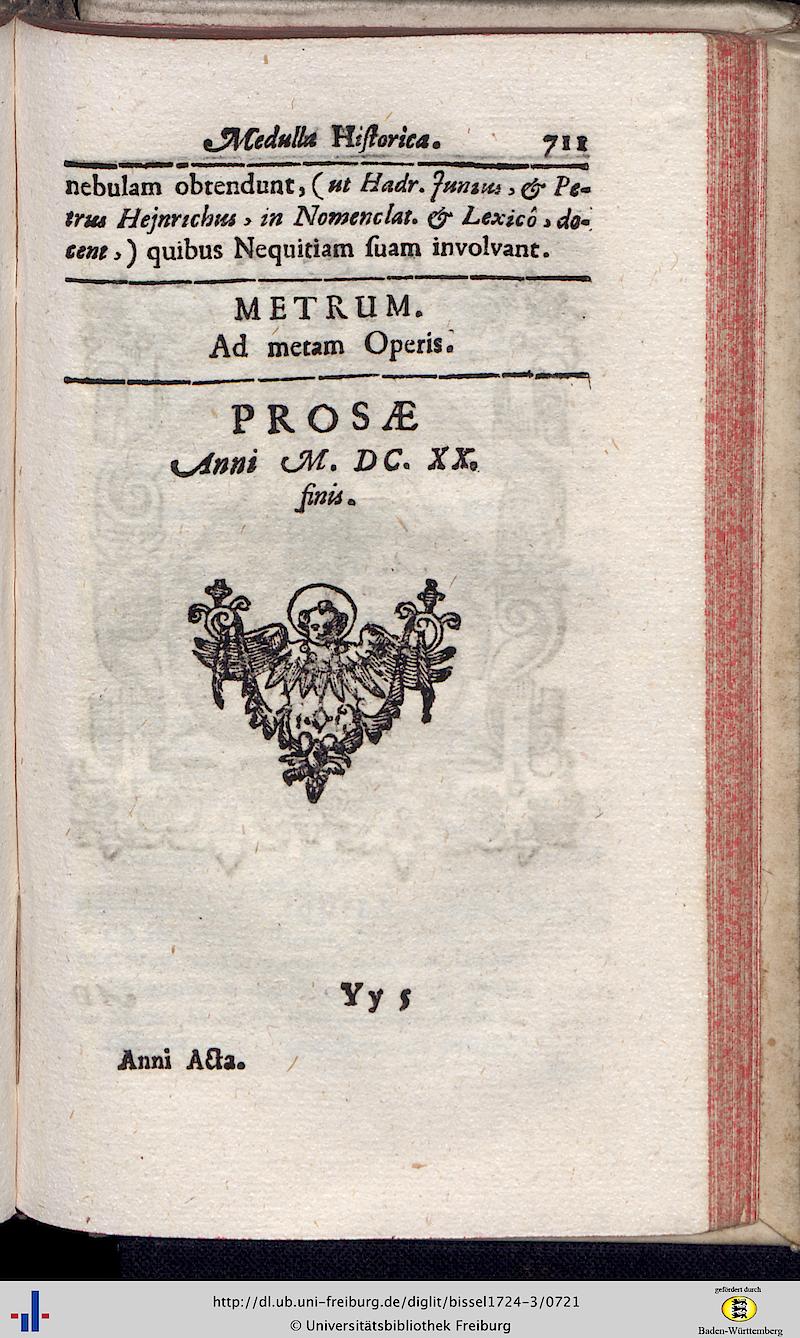 Medulla Hiſtorica. 711
nebulam obtendunt, (ut Hadr. Junius, & Pe-
trus Hejnrichus, in Nomenclat. & Lexicô, do-
cent,) quibus Nequitiam ſuam involvant.
METRUM.
Ad metam Operis.
PROSÆ
Anni M. DC. XX.
finis.
Yy 5
Anni Acta.
http://dl.ub.uni-freiburg.de/diglit/bissel1724-3/0721
© Universitätsbibliothek Freiburg
gefördert durch
Baden-Württemberg